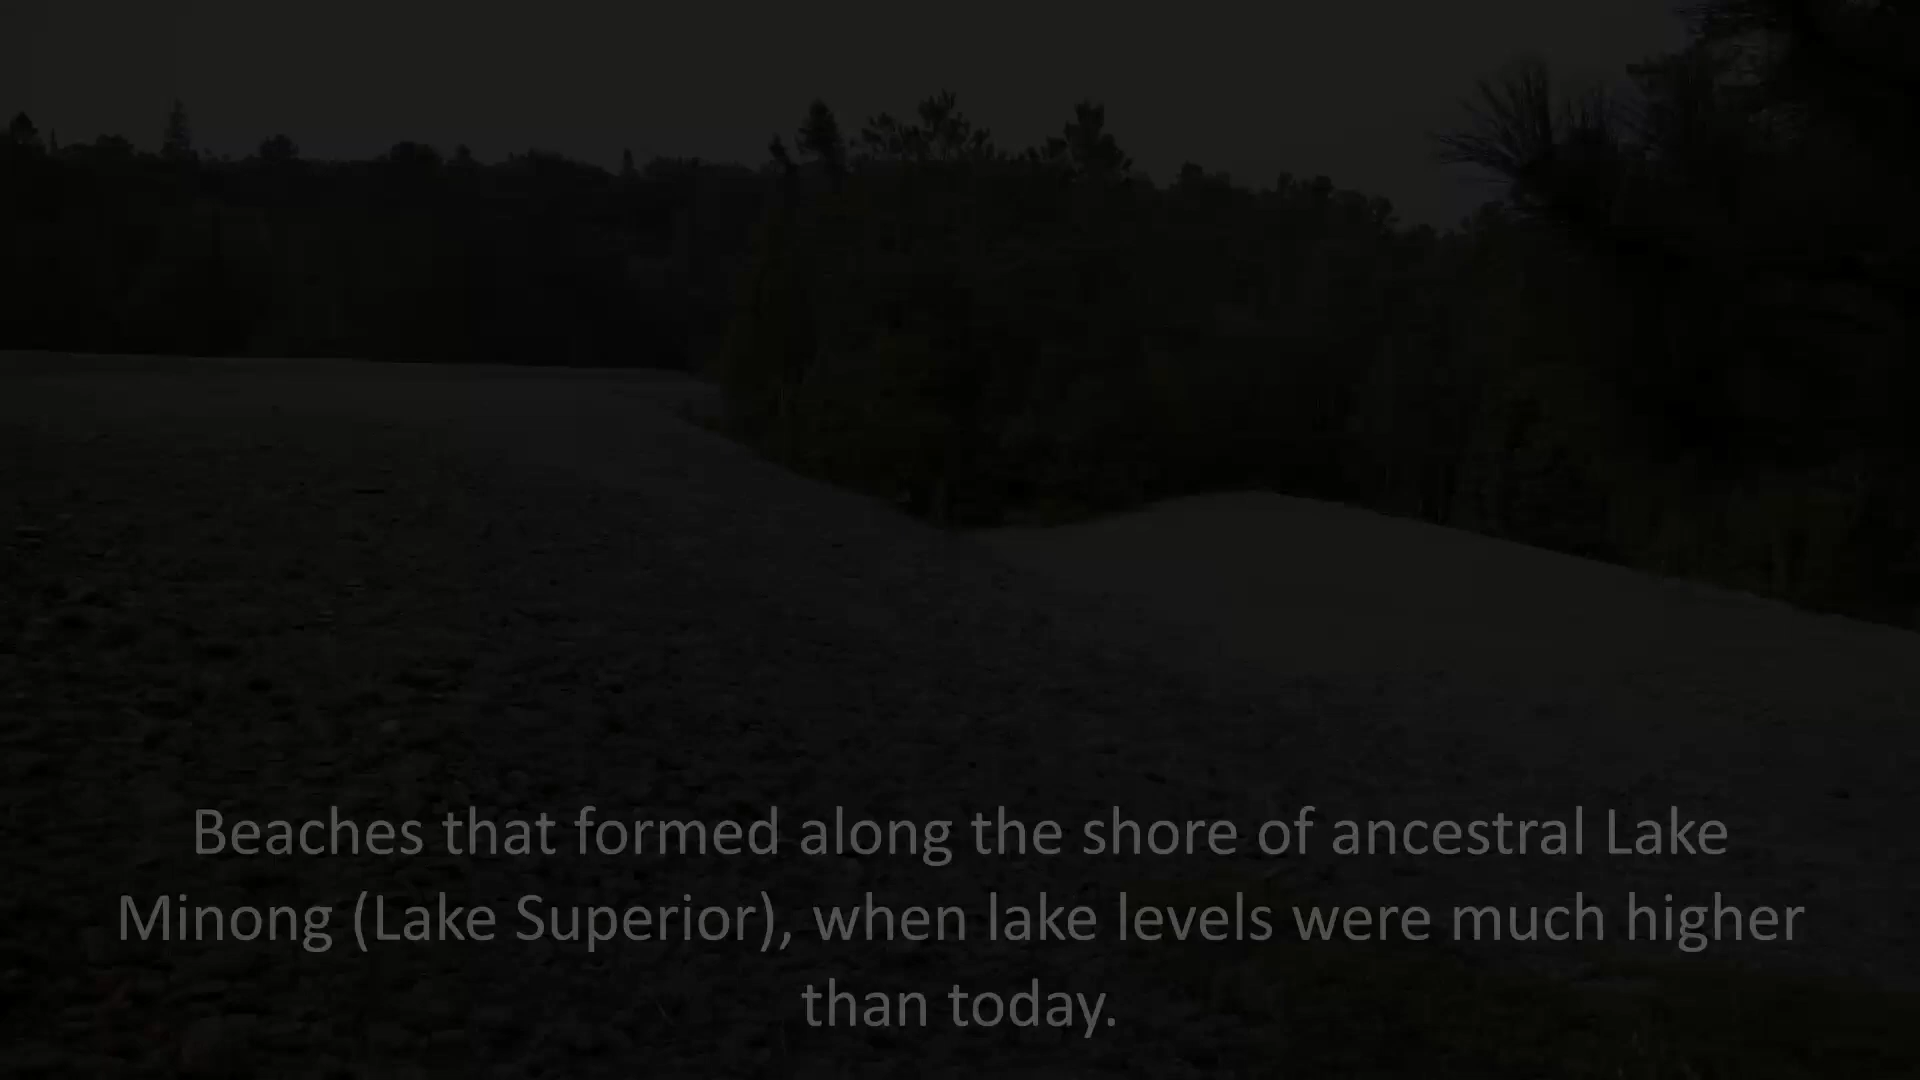 Beaches that formed along the shore of ancestral Lake
Minong (Lake Superior), when lake levels were much higher
than today.